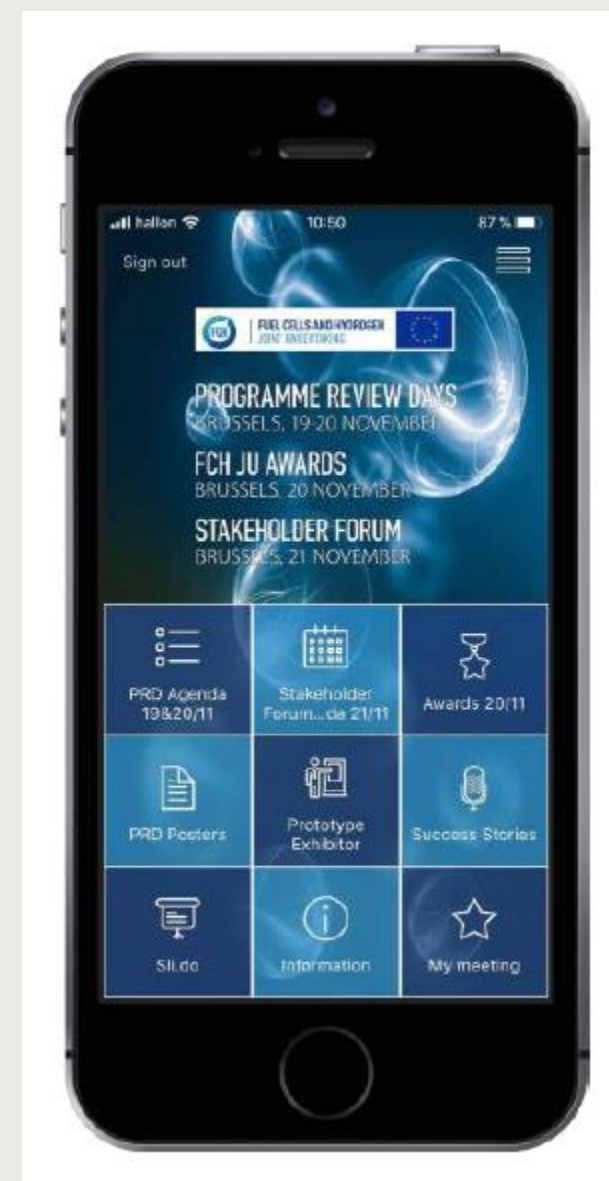 hallon 10:50 87 %
Sign out
FCH FUEL CELLS AND HYDROGEN
JOINT UNDERTAKING
PROGRAMME REVIEW DAYS
BRUSSELS, 19-20 NOVEMBER
FCH JU AWARDS
BRUSSELS, 20 NOVEMBER
STAKEHOLDER FORUM
BRUSSELS, 21 NOVEMBER
PRD Agenda
19&20/11
Stakeholder
Forum...da 21/11
Awards 20/11
PRD Posters
Prototype
Exhibitor
Success Stories
Sli.do
Information
My meeting